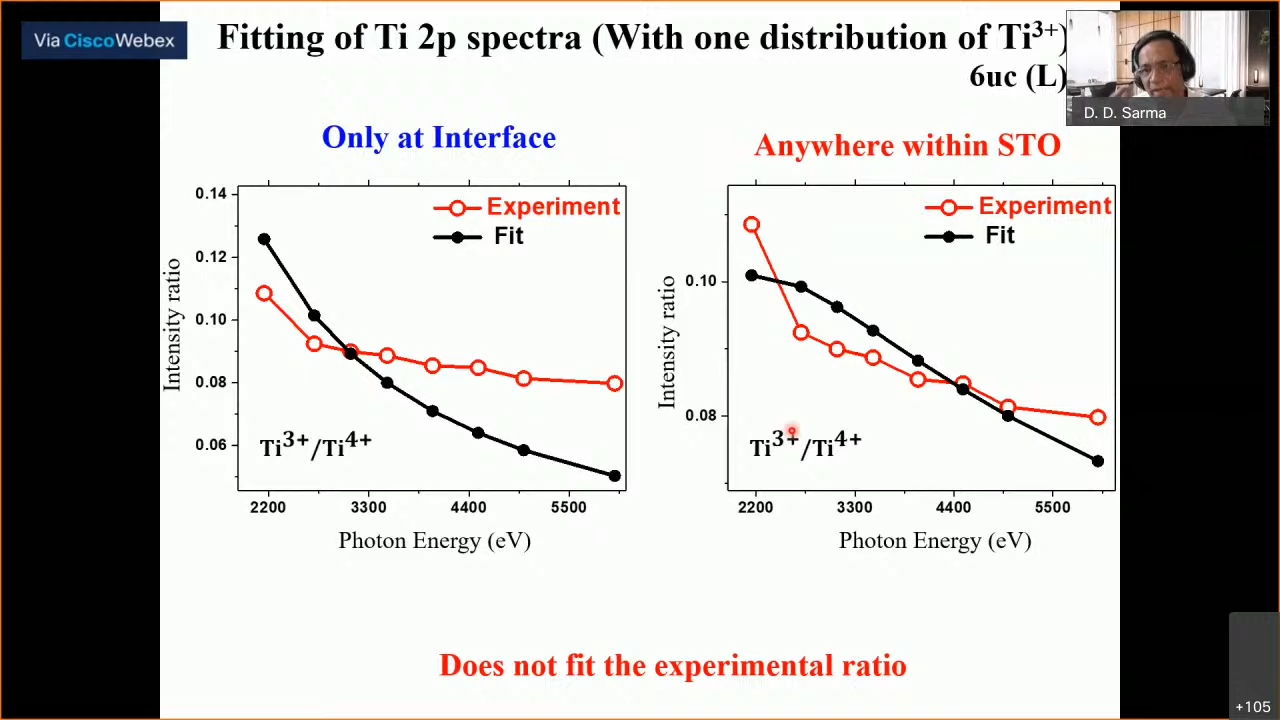 Via CiscoWebex
Fitting of Ti 2p spectra (With one distribution of Ti³⁺)
6uc (L)
D. D. Sarma
Only at Interface
Anywhere within STO
Experiment
Fit
0.14
0.12
0.10
0.08
0.06
Intensity ratio
Ti³⁺/Ti⁴⁺
2200 3300 4400 5500
Photon Energy (eV)
Experiment
Fit
0.10
0.08
Intensity ratio
Ti³⁺/Ti⁴⁺
2200 3300 4400 5500
Photon Energy (eV)
Does not fit the experimental ratio
+105